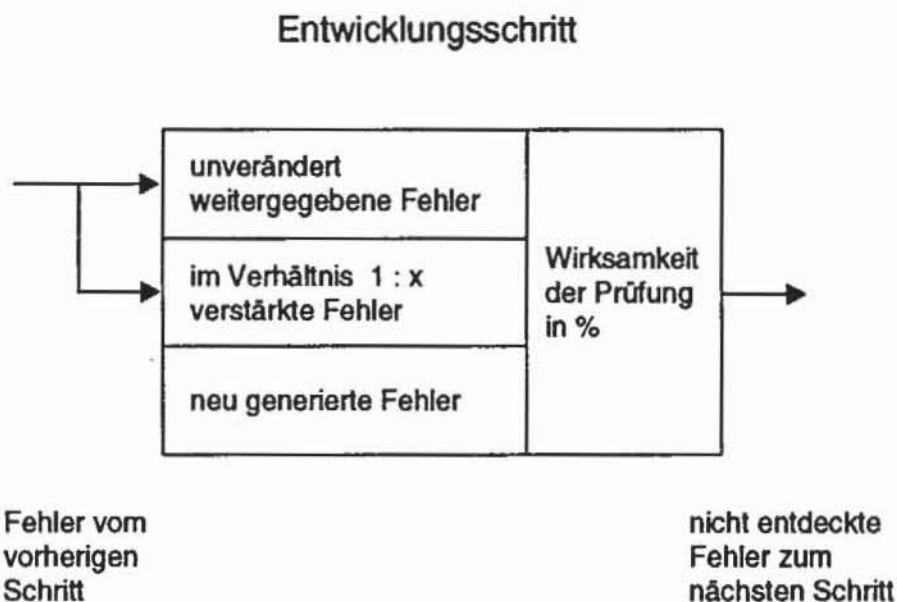 Entwicklungsschritt
unverändert
weitergegebene Fehler
im Verhältnis 1 : x
verstärkte Fehler
neu generierte Fehler
Wirksamkeit
der Prüfung
in %
Fehler vom
vorherigen
Schritt
nicht entdeckte
Fehler zum
nächsten Schritt